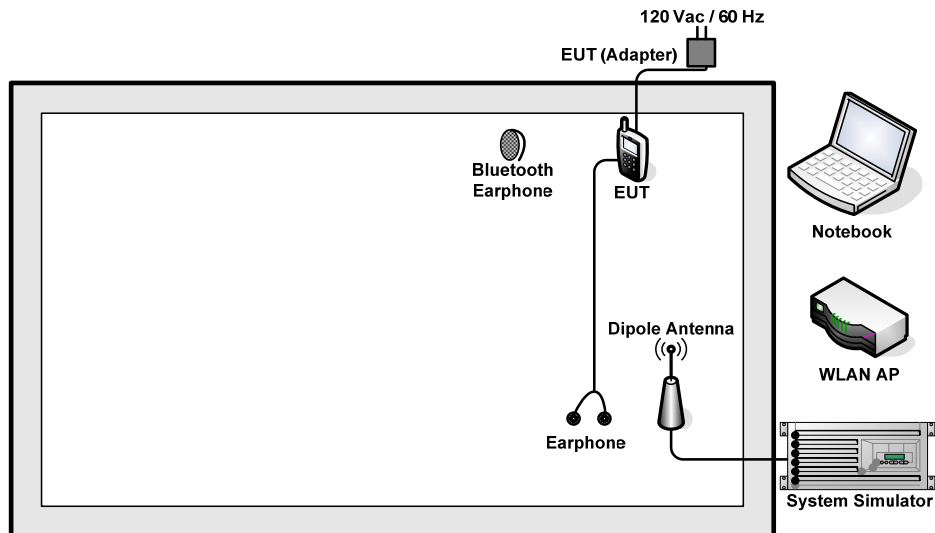 120 Vac / 60 Hz
EUT (Adapter)
Bluetooth
Earphone
EUT
Notebook
Dipole Antenna
WLAN AP
Earphone
System Simulator